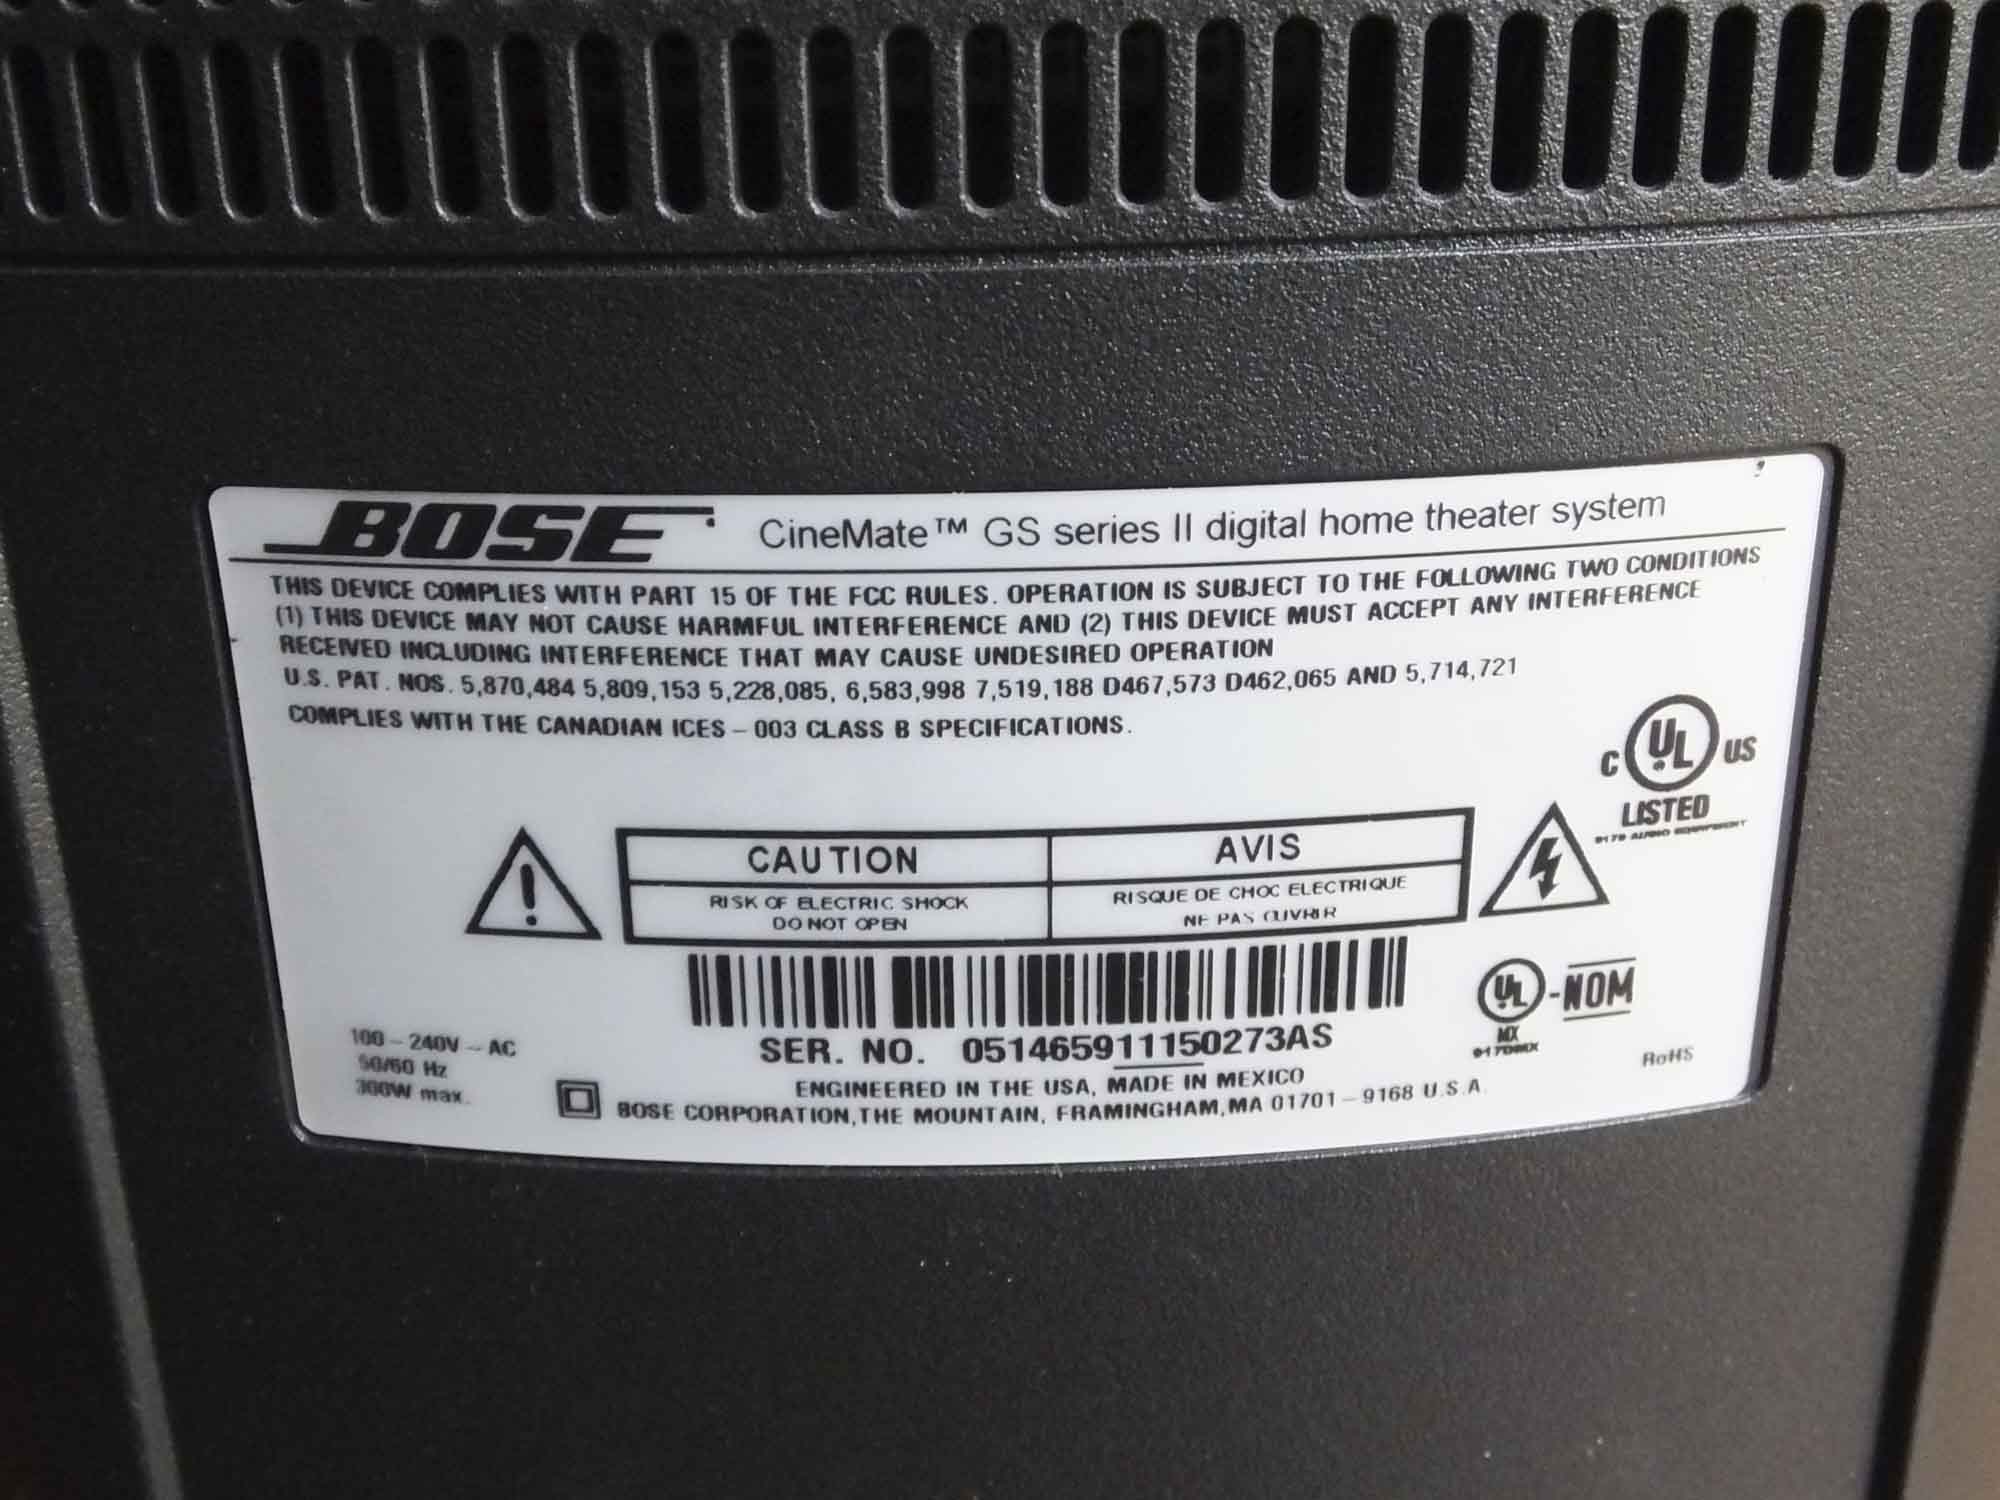 BOSE CineMate™ GS series II digital home theater system
THIS DEVICE COMPLIES WITH PART 15 OF THE FCC RULES. OPERATION IS SUBJECT TO THE FOLLOWING TWO CONDITIONS
(1) THIS DEVICE MAY NOT CAUSE HARMFUL INTERFERENCE AND (2) THIS DEVICE MUST ACCEPT ANY INTERFERENCE
RECEIVED INCLUDING INTERFERENCE THAT MAY CAUSE UNDESIRED OPERATION
U.S. PAT. NOS. 5,870,484 5,809,153 5,228,085, 6,583,998 7,519,188 D467,573 D462,065 AND 5,714,721
COMPLIES WITH THE CANADIAN ICES – 003 CLASS B SPECIFICATIONS.
C UL US
LISTED
AUDIO EQUIPMENT
CAUTION
RISK OF ELECTRIC SHOCK
DO NOT OPEN
AVIS
RISQUE DE CHOC ELECTRIQUE
NE PAS OUVRIR
UL -NOM
MX
SER. NO. 051465911150273AS
100 – 240V ~ AC
50/60 Hz
300W max.
RoHS
ENGINEERED IN THE USA, MADE IN MEXICO
BOSE CORPORATION, THE MOUNTAIN, FRAMINGHAM, MA 01701 – 9168 U.S.A.